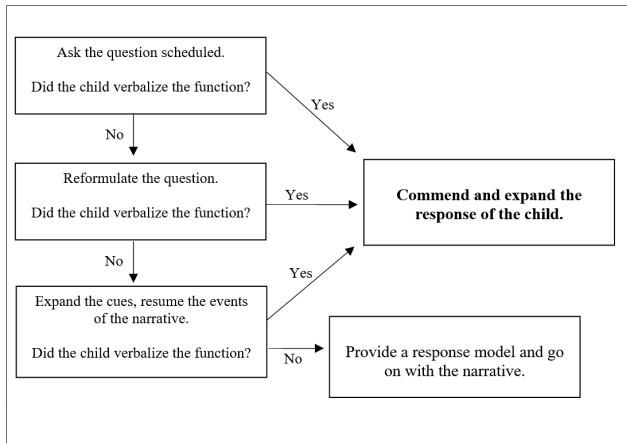 Ask the question scheduled.
Did the child verbalize the function?
Yes
No
Reformulate the question.
Did the child verbalize the function?
Yes
Commend and expand the
response of the child.
No
Yes
Expand the cues, resume the events
of the narrative.
Did the child verbalize the function?
No
Provide a response model and go
on with the narrative.